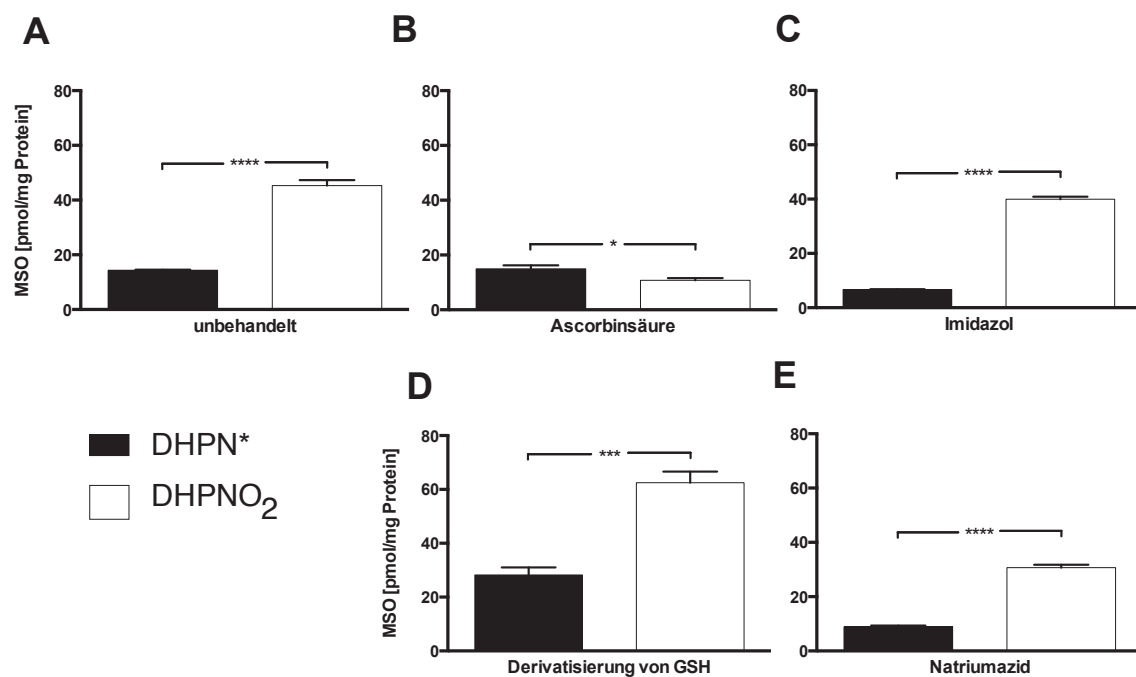 A
B
C
MSO [pmol/mg Protein]
80
60
40
20
0
****
unbehandelt
80
60
40
20
0
*
Ascorbinsäure
80
60
40
20
0
****
Imidazol
D
E
DHPN*
DHPNO2
MSO [pmol/mg Protein]
80
60
40
20
0
***
Derivatisierung von GSH
80
60
40
20
0
****
Natriumazid